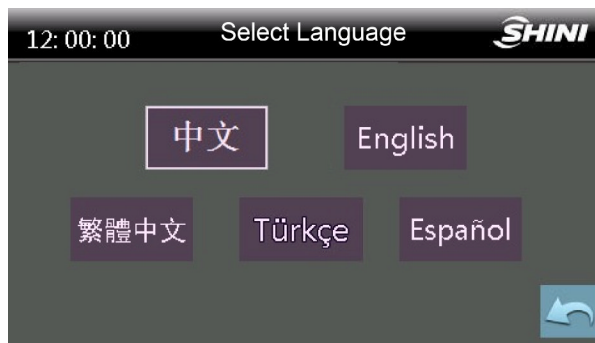 12: 00: 00 Select Language SHINI
中文 English
繁體中文 Türkçe Español